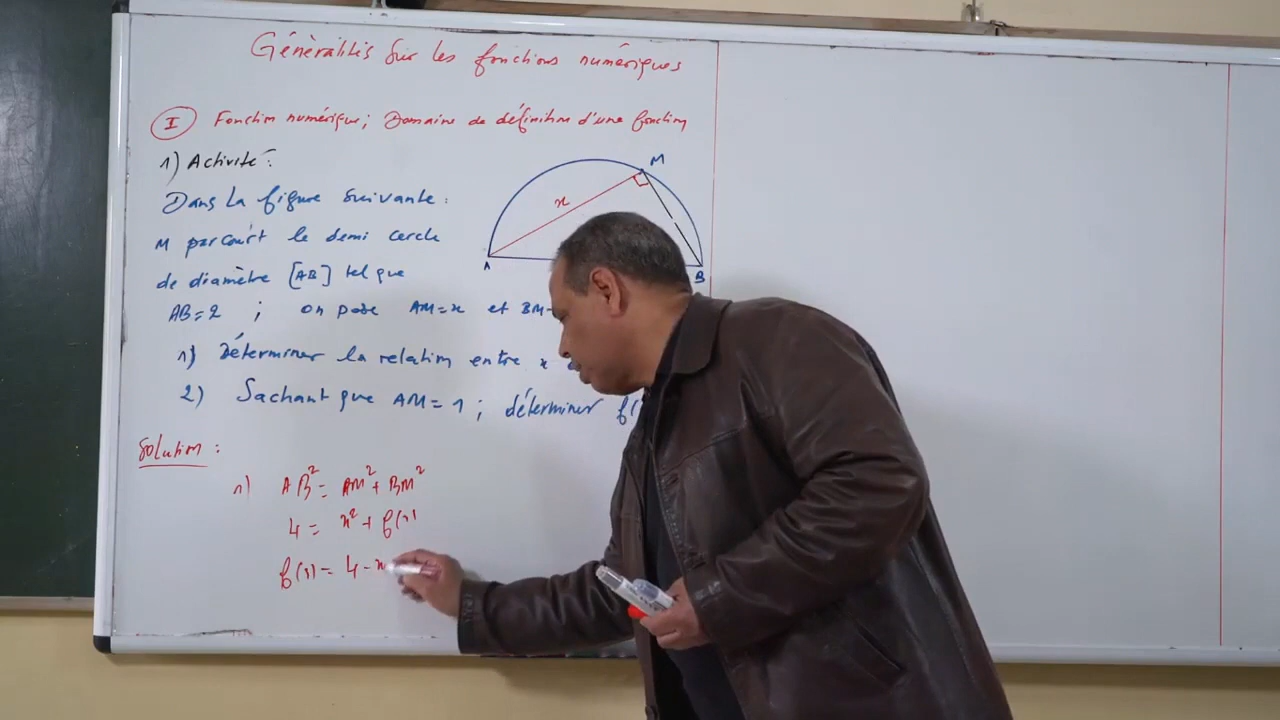 Généralités sur les fonctions numériques
I Fonction numérique; Domaine de définition d'une fonction
1) Activité:
Dans la figure suivante:
M parcourt le demi cercle
de diamètre [AB] tel que
AB=2 ; on pose AM=x et BM
1) Déterminer la relation entre x
2) Sachant que AM=1; déterminer f(
M
x
A
B
Solution:
1) AB²= AM²+BM²
4= x²+f(x)
f(x)= 4-x